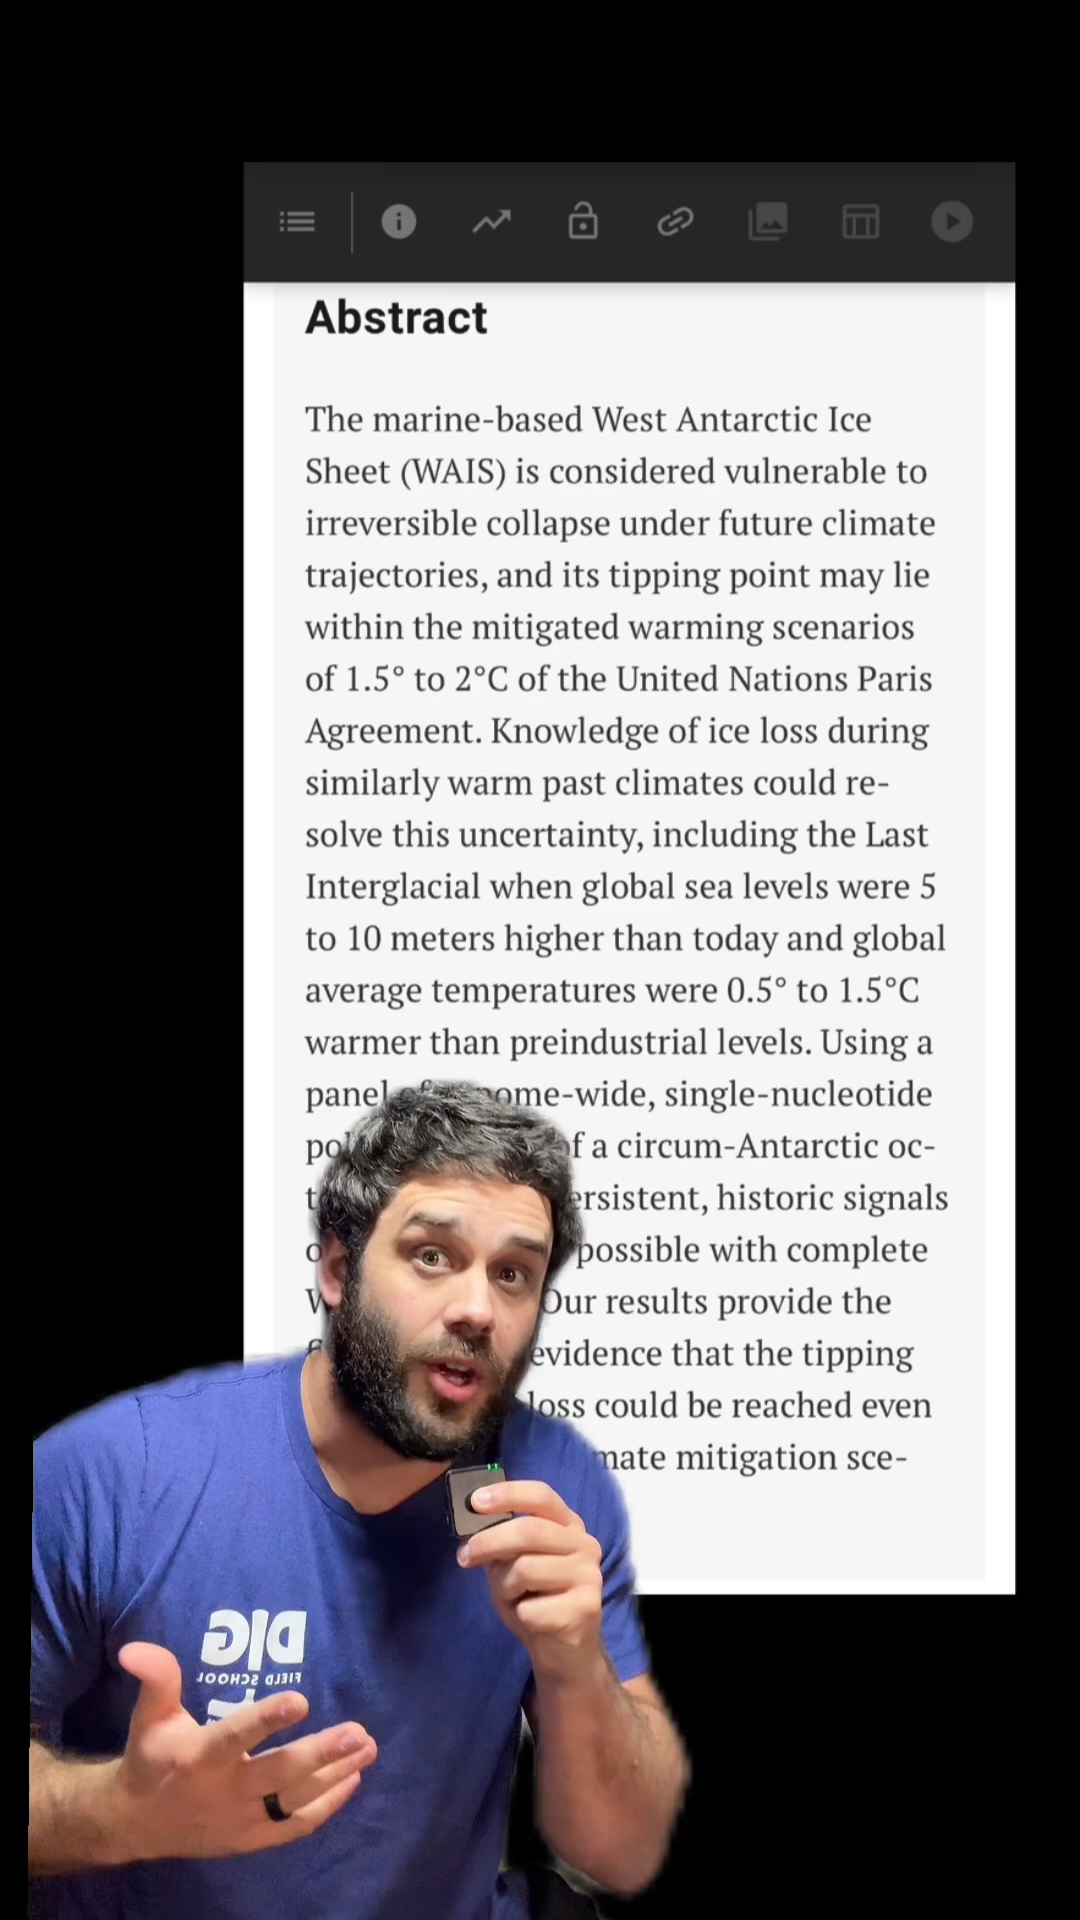 Abstract
The marine-based West Antarctic Ice
Sheet (WAIS) is considered vulnerable to
irreversible collapse under future climate
trajectories, and its tipping point may lie
within the mitigated warming scenarios
of 1.5° to 2°C of the United Nations Paris
Agreement. Knowledge of ice loss during
similarly warm past climates could re-
solve this uncertainty, including the Last
Interglacial when global sea levels were 5
to 10 meters higher than today and global
average temperatures were 0.5° to 1.5°C
warmer than preindustrial levels. Using a
panel ome-wide, single-nucleotide
f a circum-Antarctic oc-
ersistent, historic signals
possible with complete
Our results provide the
evidence that the tipping
loss could be reached even
mate mitigation sce-
DIG
FIELD SCHOOL